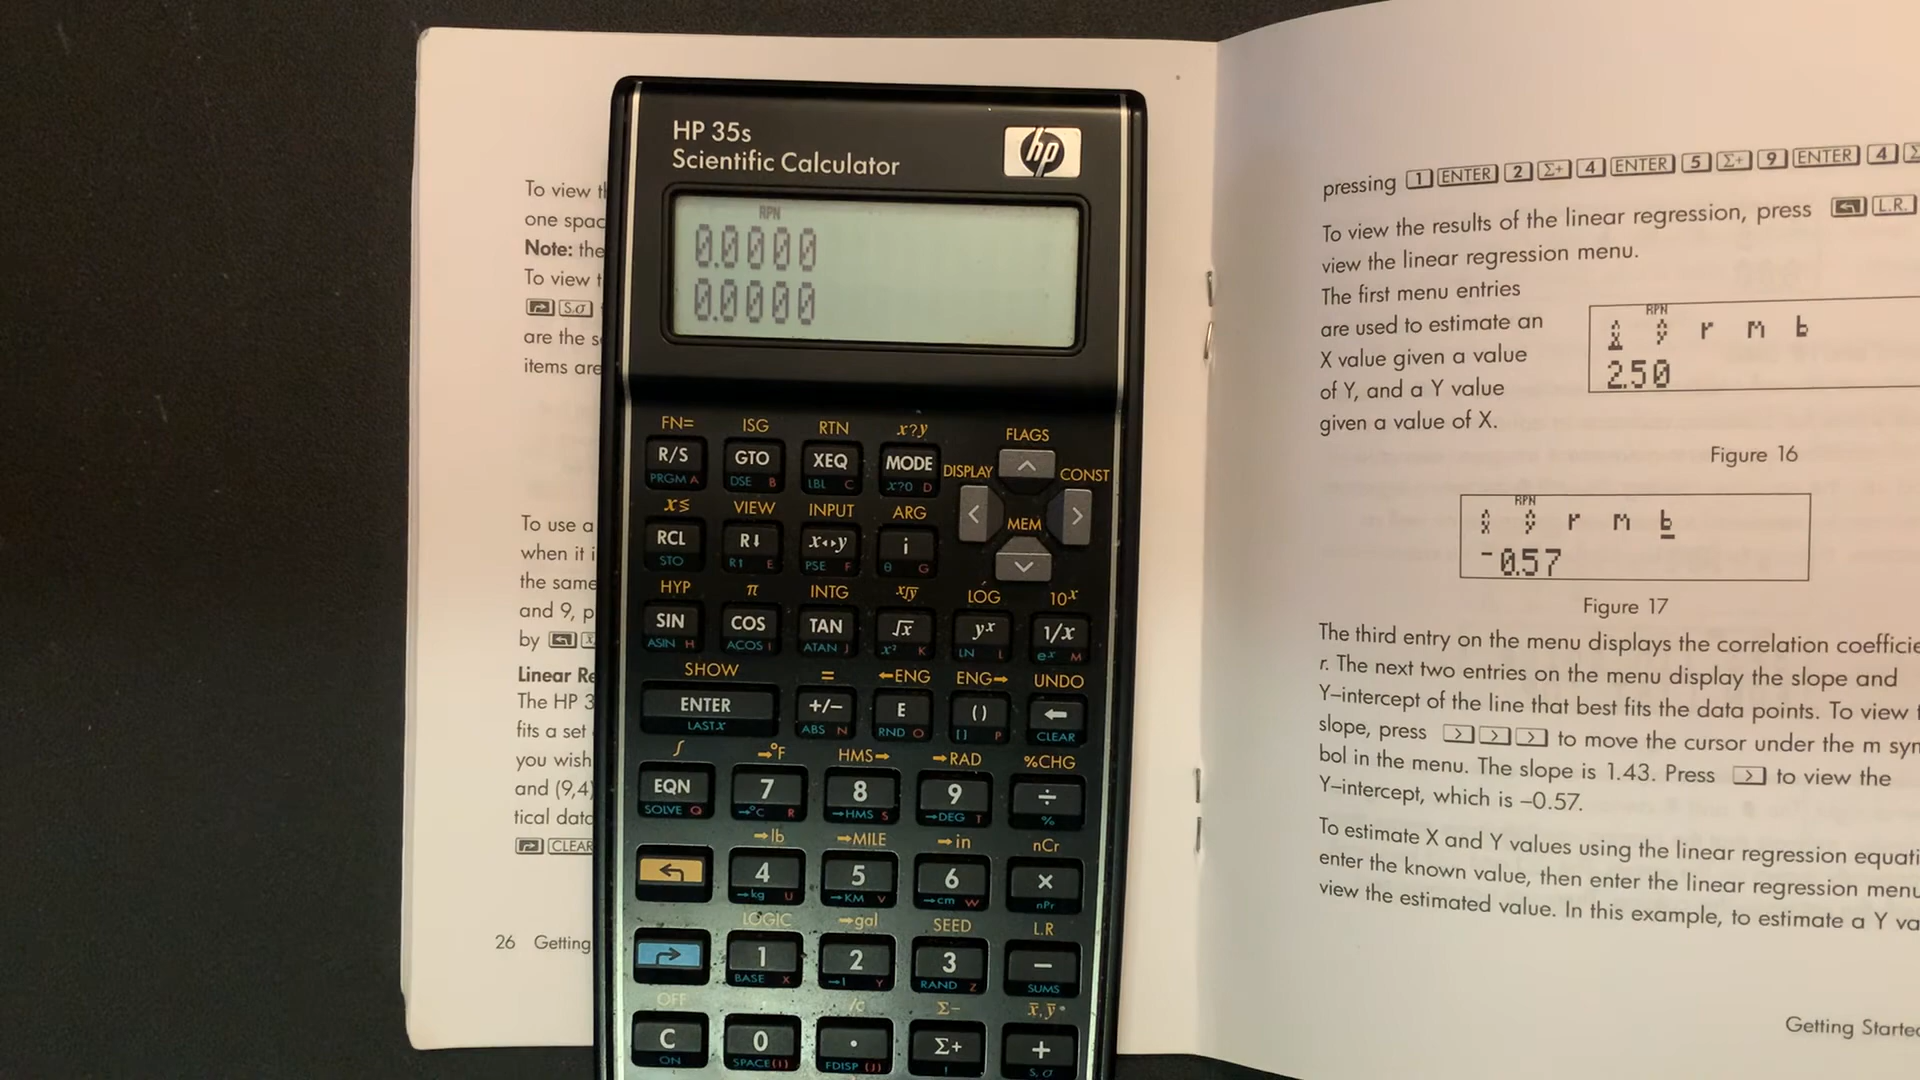 To view
one spac
Note: the
To view
S,σ
are the s
items are
To use a
when it i
the same
and 9, p
by
Linear Re
The HP 3
fits a set
you wish
and (9,4)
tical data
CLEAR
26 Getting
HP 35s
Scientific Calculator
hp
RPN
0.0000
0.0000
FN= ISG RTN x?y FLAGS
R/S GTO XEQ MODE DISPLAY CONST
PRGM A DSE B LBL C x?0 D
x≶ VIEW INPUT ARG MEM
RCL R↓ x↔y i
STO R↑ E PSE F θ G
HYP π INTG x√y LOG 10ˣ
SIN COS TAN √x yˣ 1/x
ASIN H ACOS I ATAN J x² K LN L eˣ M
SHOW = ←ENG ENG→ UNDO
ENTER +/− E () ←
LASTx ABS N RND O [] P CLEAR
∫ →°F HMS→ →RAD %CHG
EQN 7 8 9 ÷
SOLVE Q →°C R →HMS S →DEG T %
→lb →MILE →in nCr
4 5 6 ×
→kg U →KM V →cm W nPr
LOGIC →gal SEED L.R
1 2 3 −
BASE X Y RAND Z SUMS
OFF , /c Σ− x̄,ȳ
C 0 . Σ+ +
ON SPACE(I) FDISP (J) ! S,σ
pressing 1 ENTER 2 Σ+ 4 ENTER 5 Σ+ 9 ENTER 4
To view the results of the linear regression, press L.R.
view the linear regression menu.
The first menu entries
are used to estimate an
X value given a value
of Y, and a Y value
given a value of X.
RPN
x̂ ŷ r m b
2.50
Figure 16
RPN
x̂ ŷ r m b
-0.57
Figure 17
The third entry on the menu displays the correlation coefficie
r. The next two entries on the menu display the slope and
Y–intercept of the line that best fits the data points. To view
slope, press > > > to move the cursor under the m sym
bol in the menu. The slope is 1.43. Press > to view the
Y–intercept, which is –0.57.
To estimate X and Y values using the linear regression equati
enter the known value, then enter the linear regression menu
view the estimated value. In this example, to estimate a Y va
Getting Started